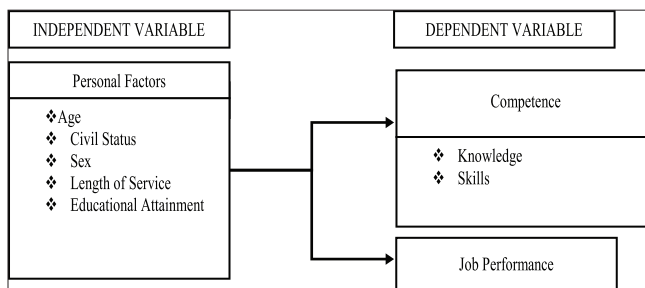 INDEPENDENT VARIABLE
DEPENDENT VARIABLE
Personal Factors
❖Age
❖ Civil Status
❖ Sex
❖ Length of Service
❖ Educational Attainment
Competence
❖ Knowledge
❖ Skills
Job Performance